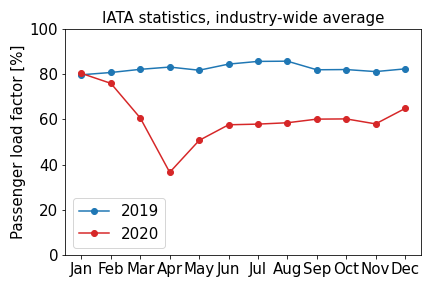 IATA statistics, industry-wide average
Passenger load factor [%]
100
80
60
40
20
0
2019
2020
Jan Feb Mar Apr May Jun Jul Aug Sep Oct Nov Dec